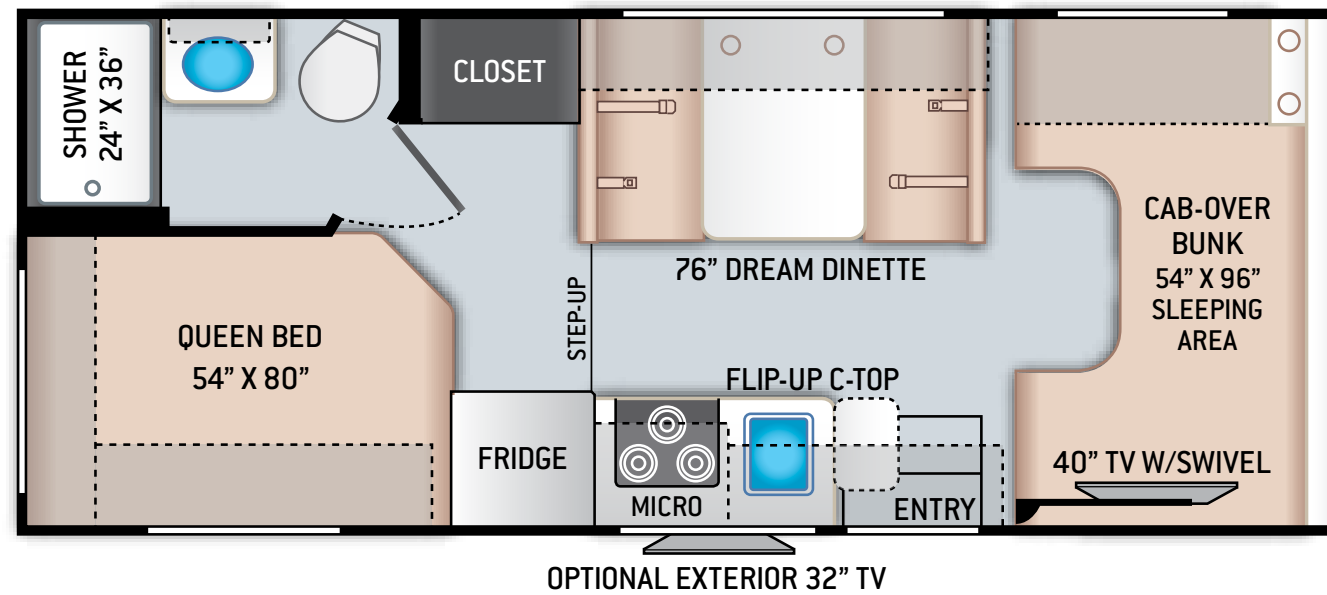 SHOWER
24” X 36”
CLOSET
76” DREAM DINETTE
CAB-OVER
BUNK
54” X 96”
SLEEPING
AREA
STEP-UP
QUEEN BED
54” X 80”
FLIP-UP C-TOP
FRIDGE
MICRO
ENTRY
40” TV W/SWIVEL
OPTIONAL EXTERIOR 32” TV